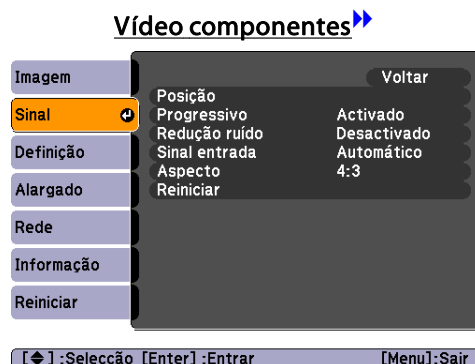 Vídeo componentes
Imagem
Sinal
Definição
Alargado
Rede
Informação
Reiniciar
Voltar
Posição
Progressivo Activado
Redução ruído Desactivado
Sinal entrada Automático
Aspecto 4:3
Reiniciar
[ ] :Selecção [Enter] :Entrar [Menu]:Sair